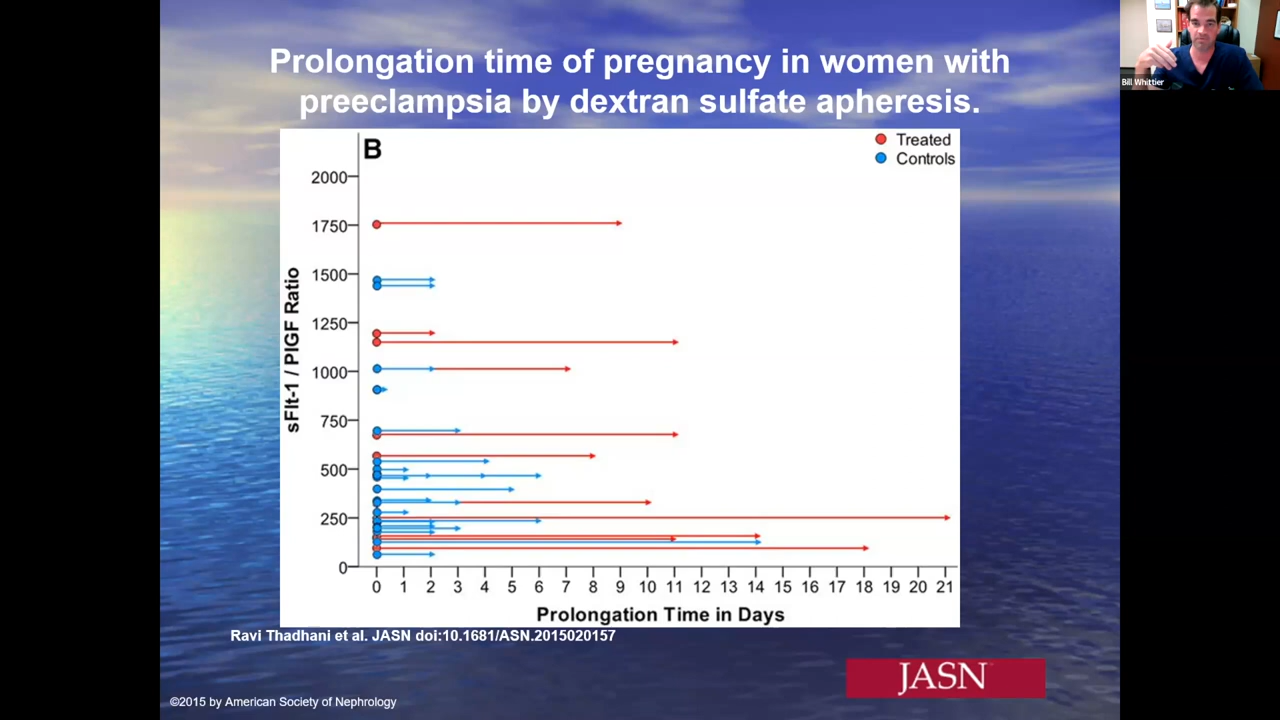 Prolongation time of pregnancy in women with
preeclampsia by dextran sulfate apheresis.
Bill Whittier
B
Treated
Controls
sFlt-1 / PlGF Ratio
2000
1750
1500
1250
1000
750
500
250
0
0 1 2 3 4 5 6 7 8 9 10 11 12 13 14 15 16 17 18 19 20 21
Prolongation Time in Days
Ravi Thadhani et al. JASN doi:10.1681/ASN.2015020157
JASN
©2015 by American Society of Nephrology